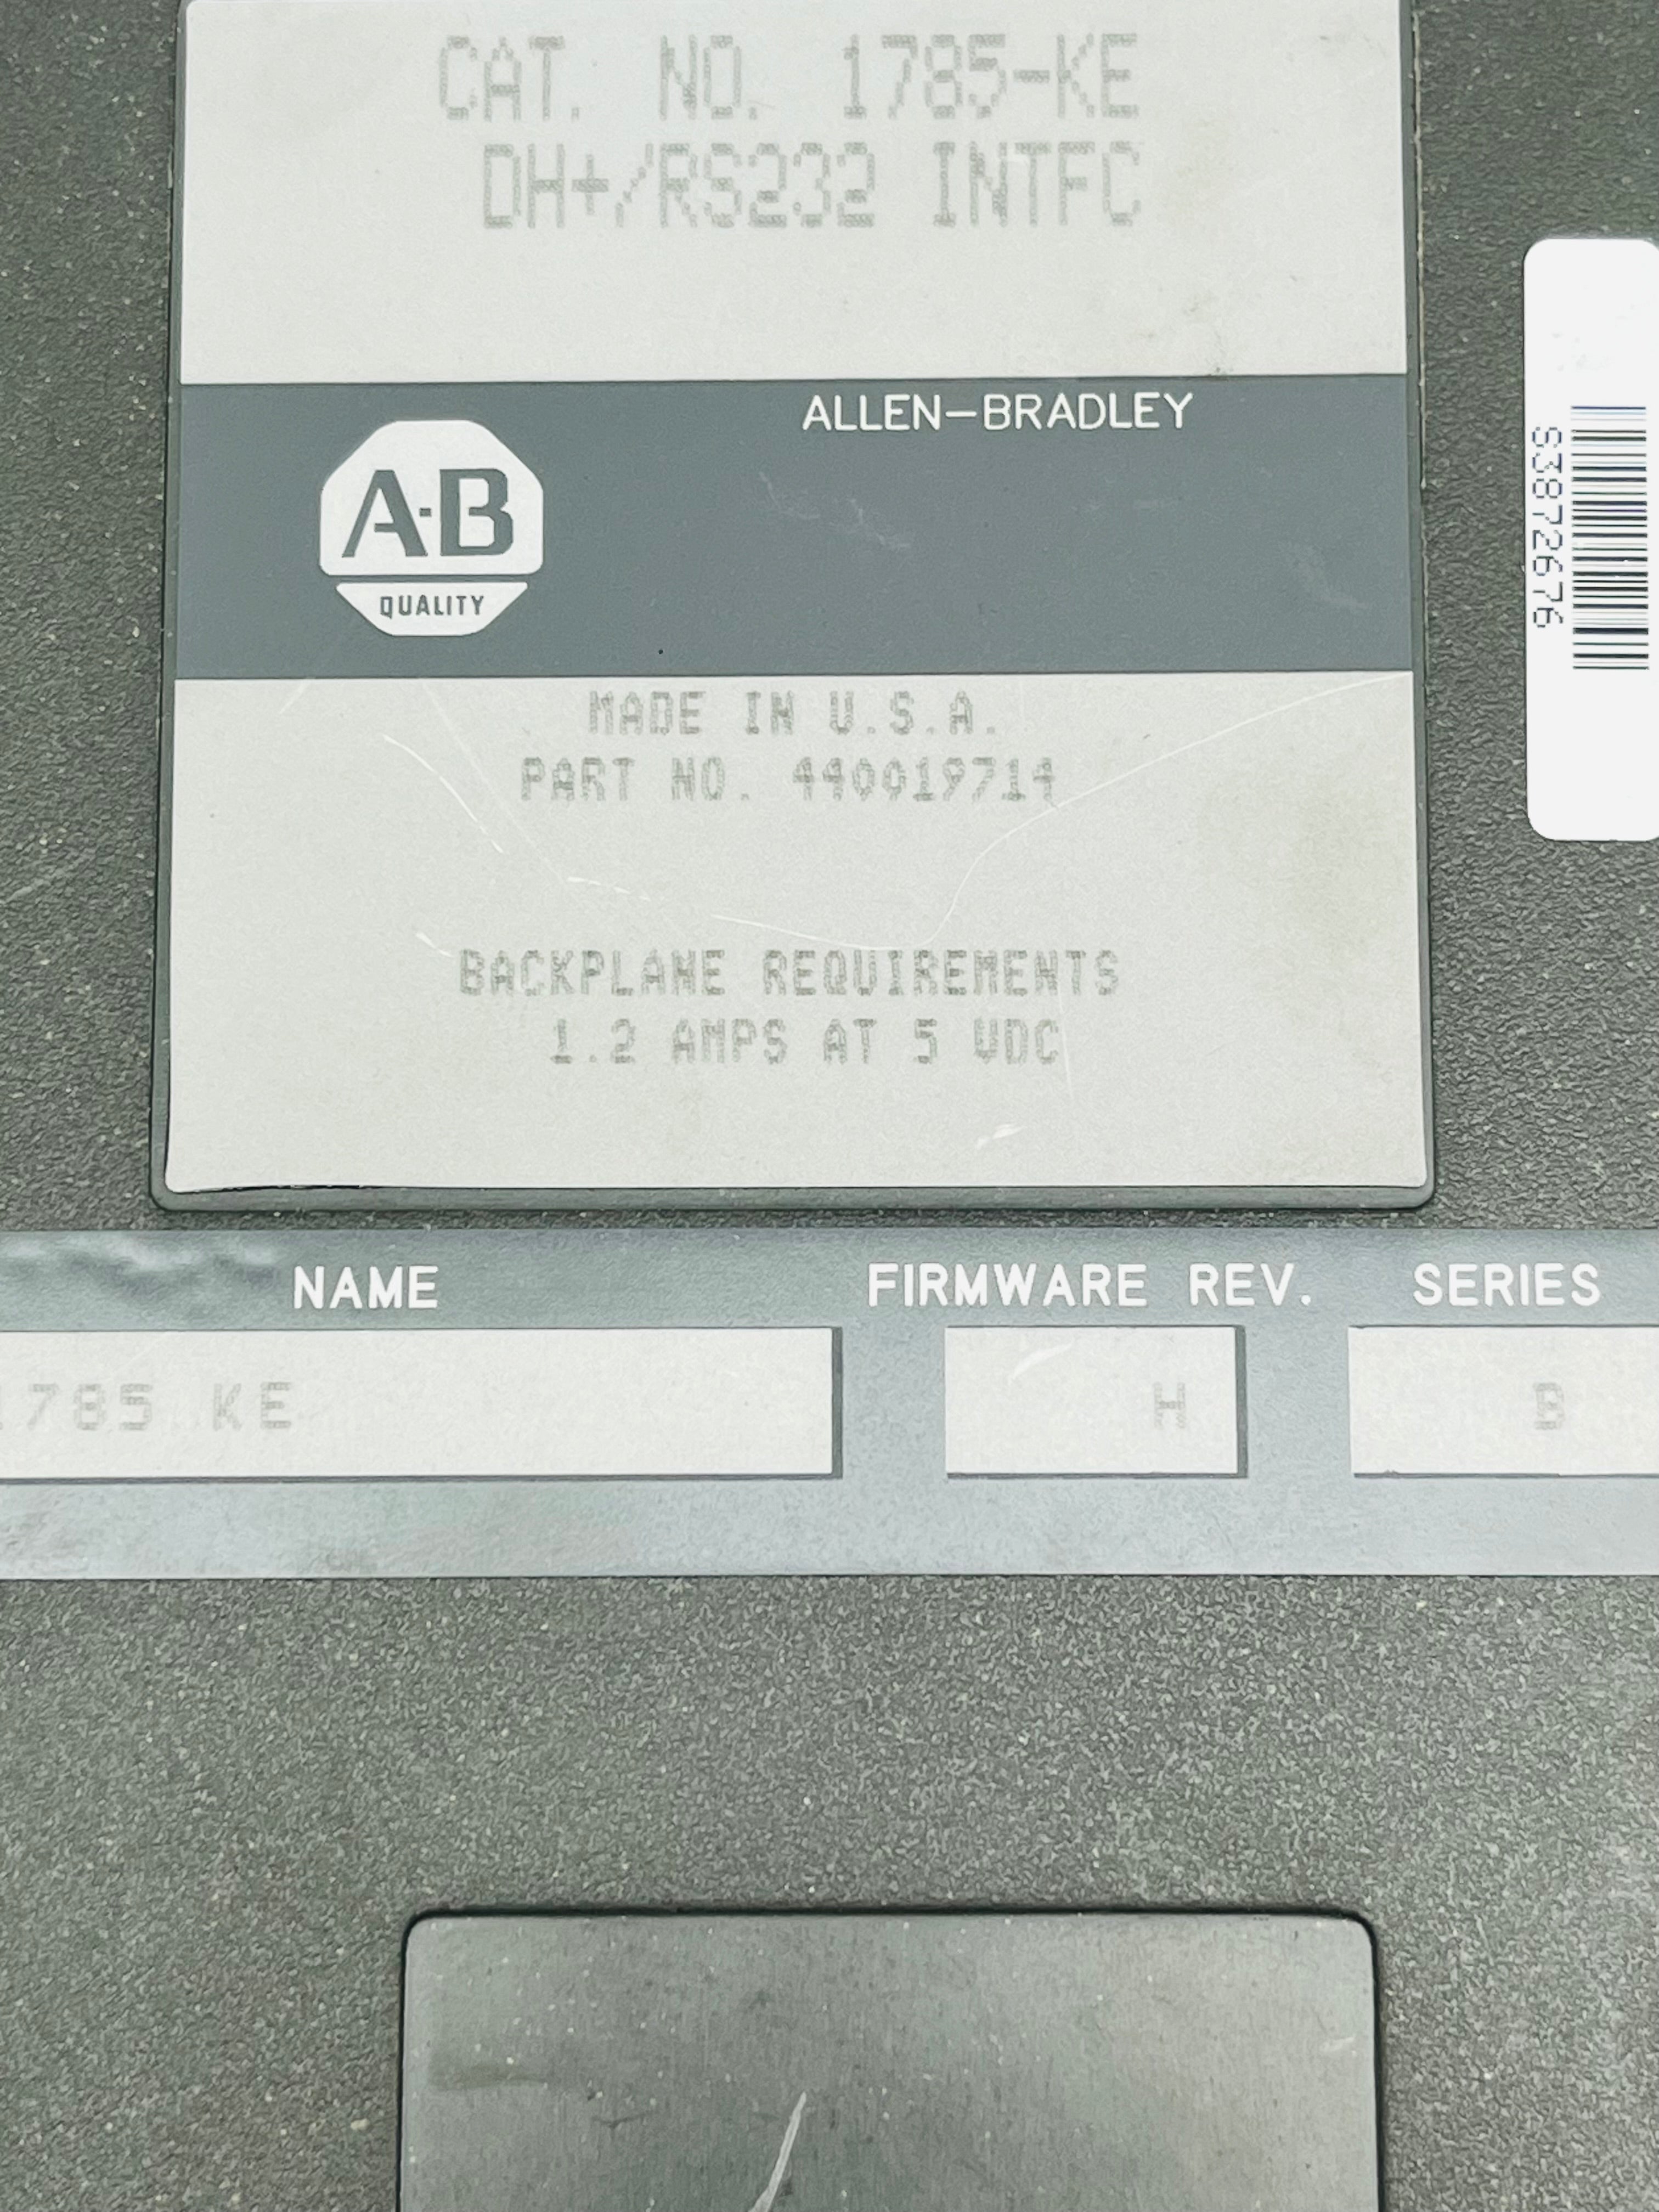 CAT. NO. 1785-KE
DH+/RS232 INTFC
ALLEN-BRADLEY
A·B
QUALITY
S3872676
MADE IN U.S.A.
PART NO.
BACKPLANE REQUIREMENTS
1.2 AMPS AT 5 VDC
NAME FIRMWARE REV. SERIES
1785 KE H B